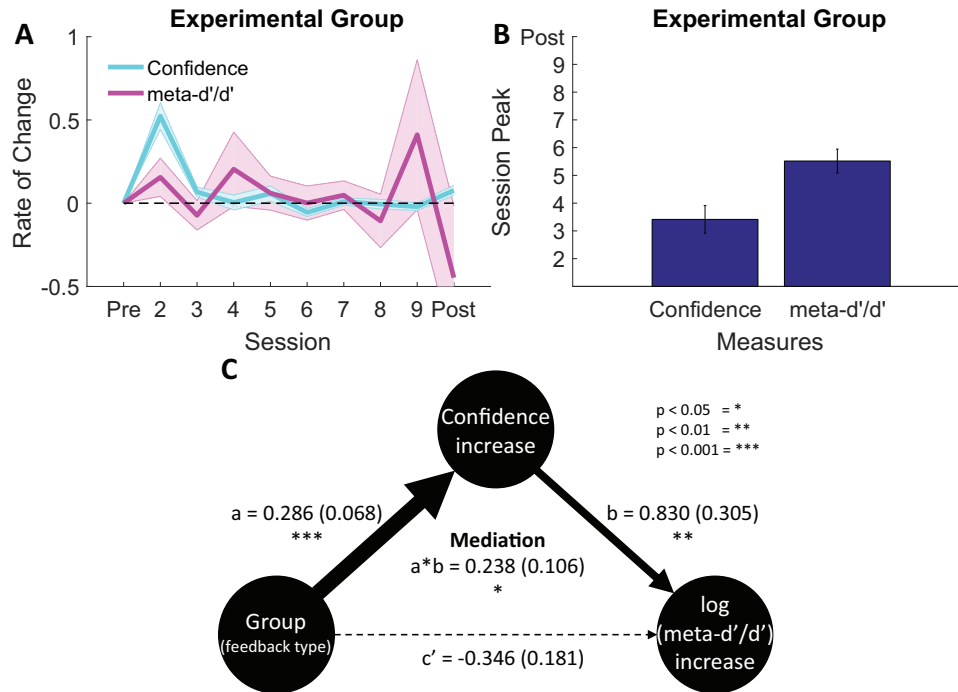 A
Experimental Group
1
0.5
0
-0.5
Rate of Change
Confidence
meta-d'/d'
Pre 2 3 4 5 6 7 8 9 Post
Session
B
Experimental Group
Post
9
8
7
6
5
4
3
2
Session Peak
Confidence meta-d'/d'
Measures
C
Confidence
increase
p < 0.05 = *
p < 0.01 = **
p < 0.001 = ***
a = 0.286 (0.068)
***
b = 0.830 (0.305)
**
Mediation
a*b = 0.238 (0.106)
*
Group
(feedback type)
log
(meta-d’/d’)
increase
c’ = -0.346 (0.181)